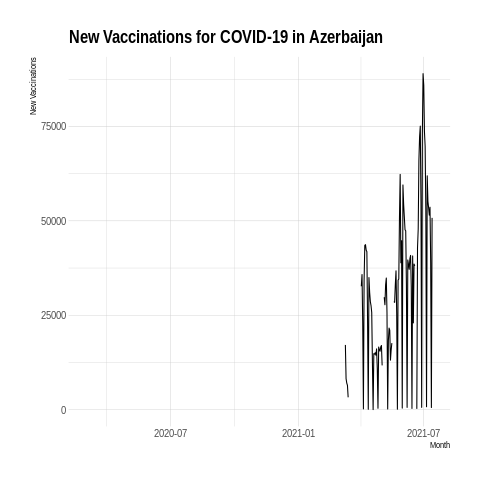 New Vaccinations for COVID-19 in Azerbaijan
New Vaccinations
75000
50000
25000
0
2020-07
2021-01
2021-07
Month